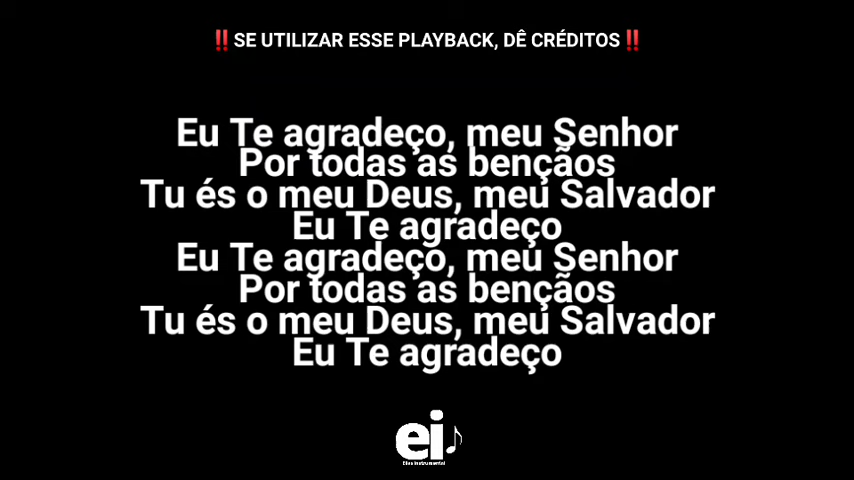 ‼️SE UTILIZAR ESSE PLAYBACK, DÊ CRÉDITOS‼️
Eu Te agradeço, meu Senhor
Por todas as bençãos
Tu és o meu Deus, meu Salvador
Eu Te agradeço
Eu Te agradeço, meu Senhor
Por todas as bençãos
Tu és o meu Deus, meu Salvador
Eu Te agradeço
ei